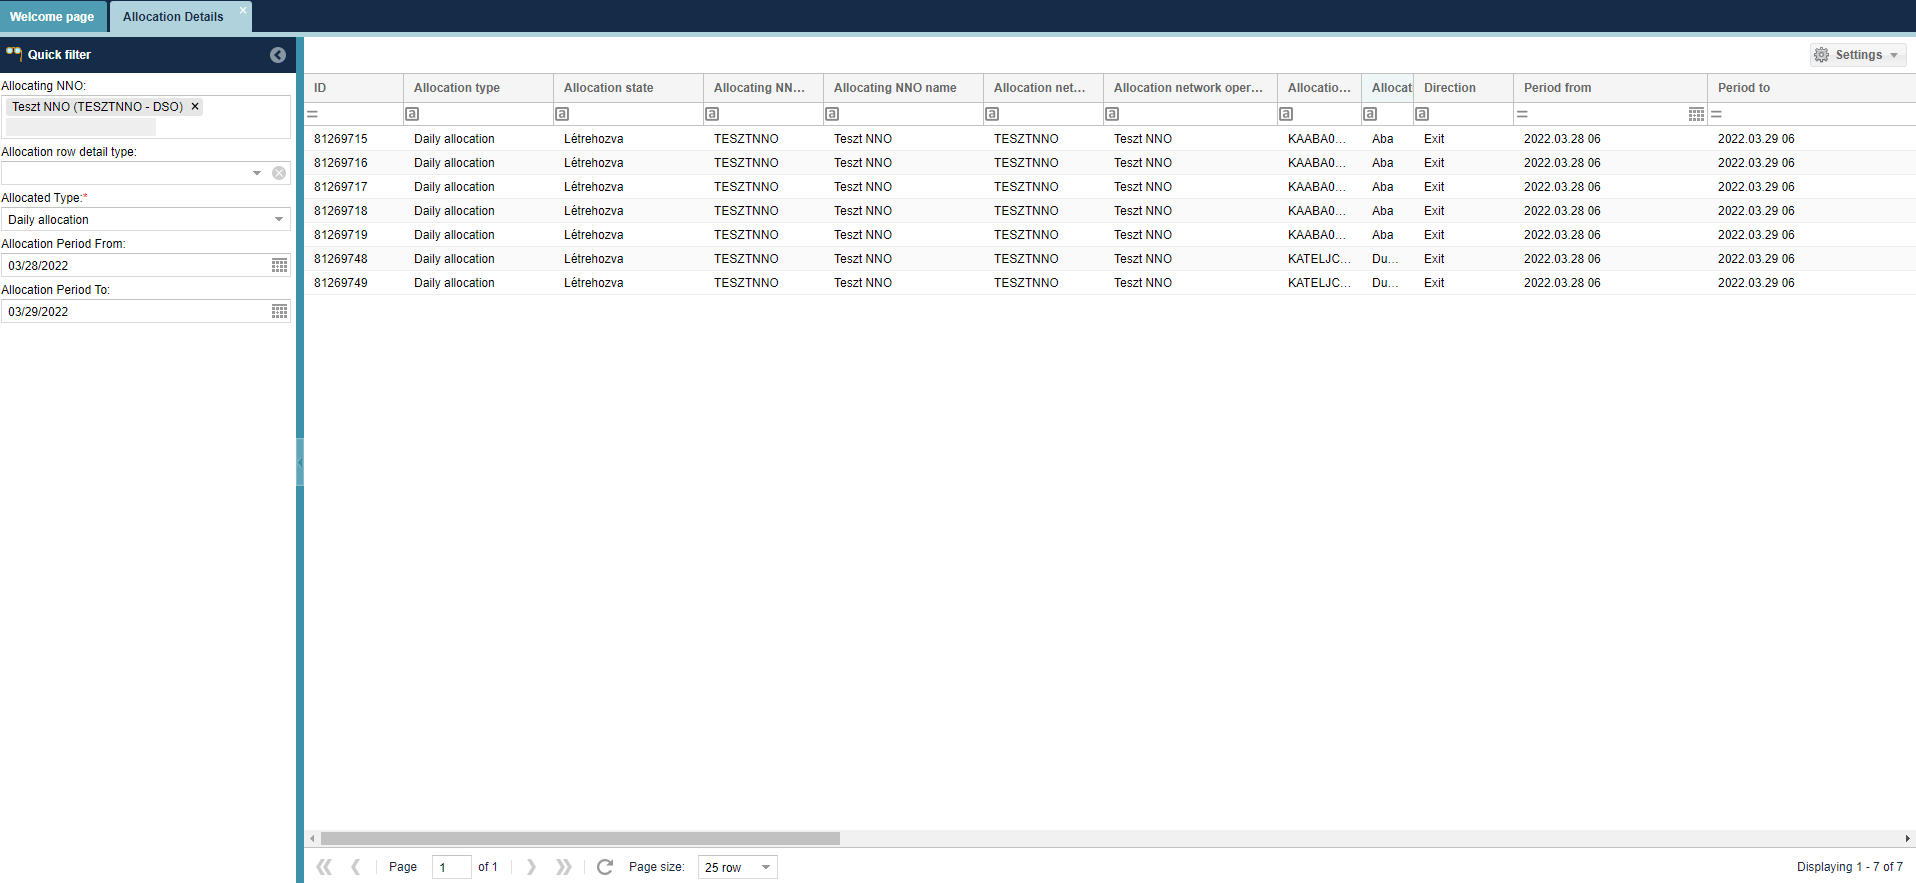 Welcome page Allocation Details
Quick filter
Settings
Allocating NNO:
Teszt NNO (TESZTNNO - DSO)
Allocation row detail type:
Allocated Type:*
Daily allocation
Allocation Period From:
03/28/2022
Allocation Period To:
03/29/2022
ID Allocation type Allocation state Allocating NN... Allocating NNO name Allocation net... Allocation network oper... Allocatio... Allocat Direction Period from Period to
81269715 Daily allocation Létrehozva TESZTNNO Teszt NNO TESZTNNO Teszt NNO KAABA0... Aba Exit 2022.03.28 06 2022.03.29 06
81269716 Daily allocation Létrehozva TESZTNNO Teszt NNO TESZTNNO Teszt NNO KAABA0... Aba Exit 2022.03.28 06 2022.03.29 06
81269717 Daily allocation Létrehozva TESZTNNO Teszt NNO TESZTNNO Teszt NNO KAABA0... Aba Exit 2022.03.28 06 2022.03.29 06
81269718 Daily allocation Létrehozva TESZTNNO Teszt NNO TESZTNNO Teszt NNO KAABA0... Aba Exit 2022.03.28 06 2022.03.29 06
81269719 Daily allocation Létrehozva TESZTNNO Teszt NNO TESZTNNO Teszt NNO KAABA0... Aba Exit 2022.03.28 06 2022.03.29 06
81269748 Daily allocation Létrehozva TESZTNNO Teszt NNO TESZTNNO Teszt NNO KATELJC... Du... Exit 2022.03.28 06 2022.03.29 06
81269749 Daily allocation Létrehozva TESZTNNO Teszt NNO TESZTNNO Teszt NNO KATELJC... Du... Exit 2022.03.28 06 2022.03.29 06
Page 1 of 1 Page size: 25 row Displaying 1 - 7 of 7